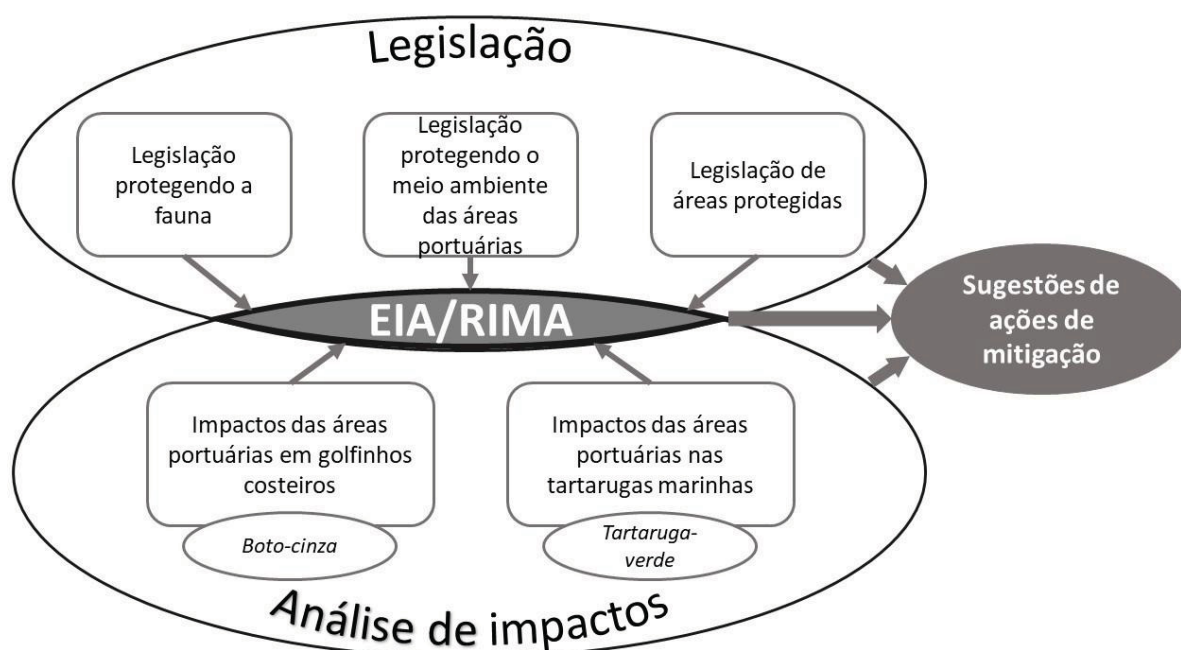 Legislação
Legislação
protegendo a
fauna
Legislação
protegendo o
meio ambiente
das áreas
portuárias
Legislação de
áreas protegidas
EIA/RIMA
Sugestões de
ações de
mitigação
Impactos das áreas
portuárias em golfinhos
costeiros
Boto-cinza
Impactos das áreas
portuárias nas
tartarugas marinhas
Tartaruga-
verde
Análise de impactos